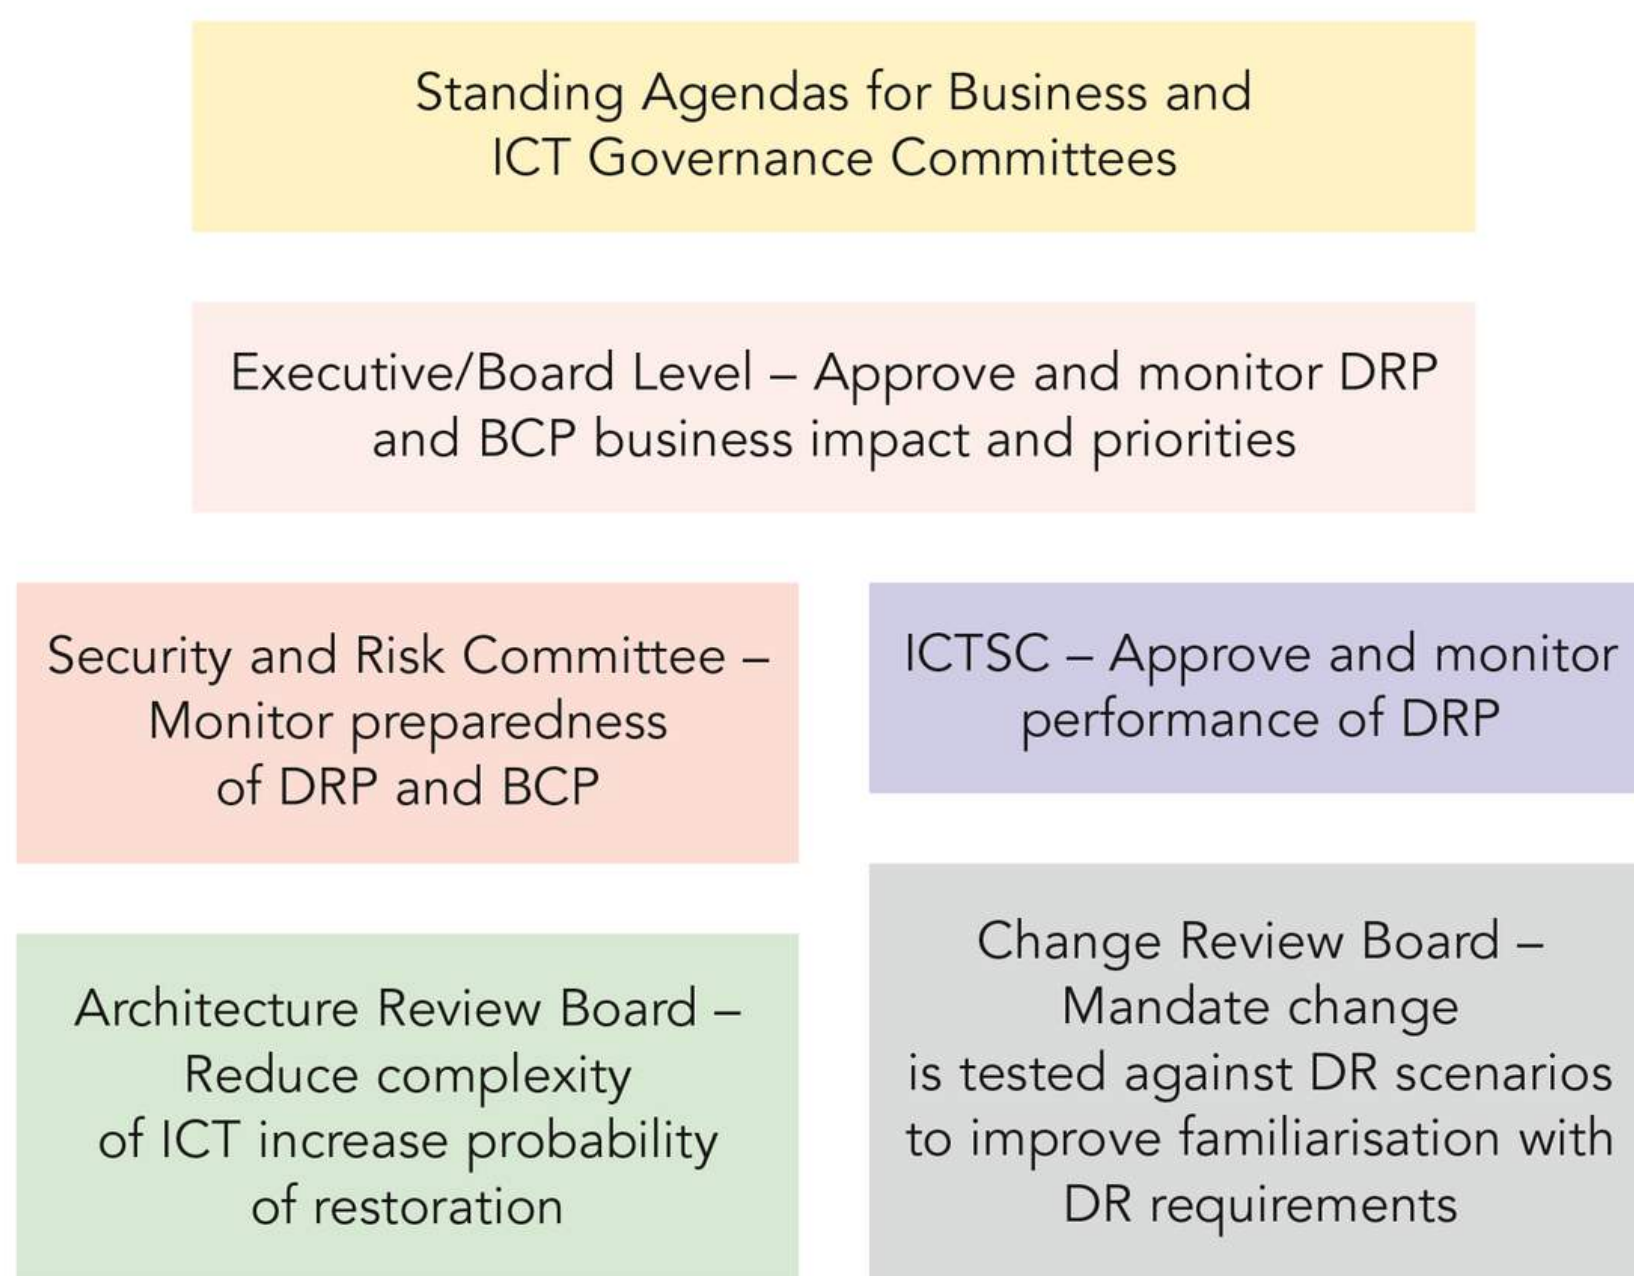 Standing Agendas for Business and
ICT Governance Committees
Executive/Board Level – Approve and monitor DRP
and BCP business impact and priorities
Security and Risk Committee –
Monitor preparedness
of DRP and BCP
ICTSC – Approve and monitor
performance of DRP
Architecture Review Board –
Reduce complexity
of ICT increase probability
of restoration
Change Review Board –
Mandate change
is tested against DR scenarios
to improve familiarisation with
DR requirements